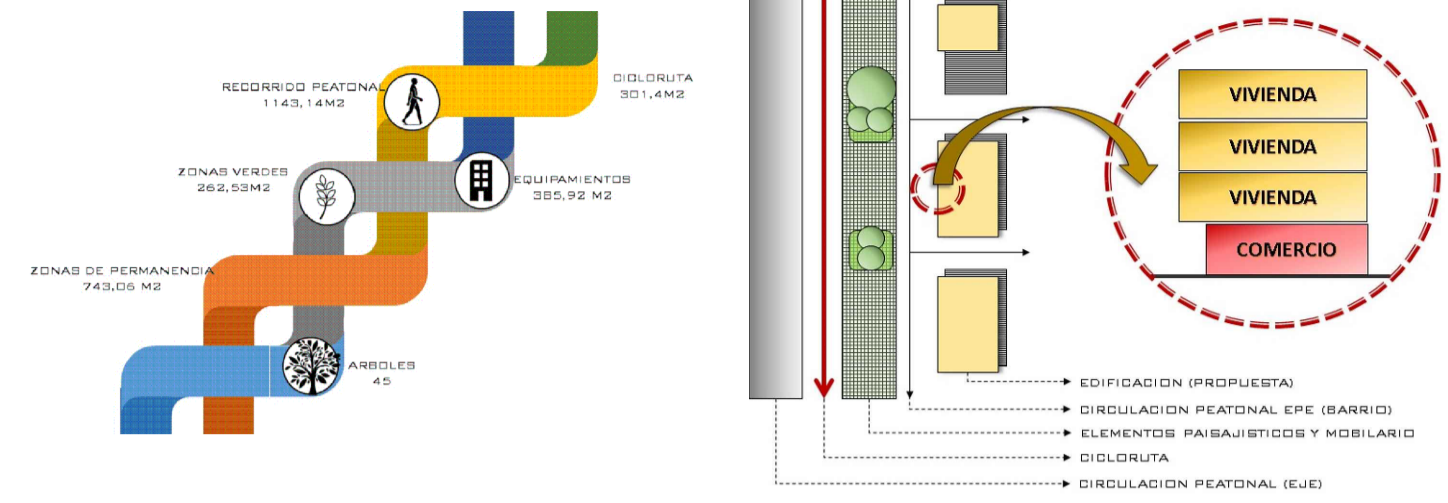 RECORRIDO PEATONAL
1143,14M2
CICLORUTA
301,4M2
ZONAS VERDES
262,53M2
EQUIPAMIENTOS
385,92 M2
ZONAS DE PERMANENCIA
743,06 M2
ARBOLES
45
VIVIENDA
VIVIENDA
VIVIENDA
COMERCIO
EDIFICACION (PROPUESTA)
CIRCULACION PEATONAL EPE (BARRIO)
ELEMENTOS PAISAJISTICOS Y MOBILARIO
CICLORUTA
CIRCULACION PEATONAL (EJE)